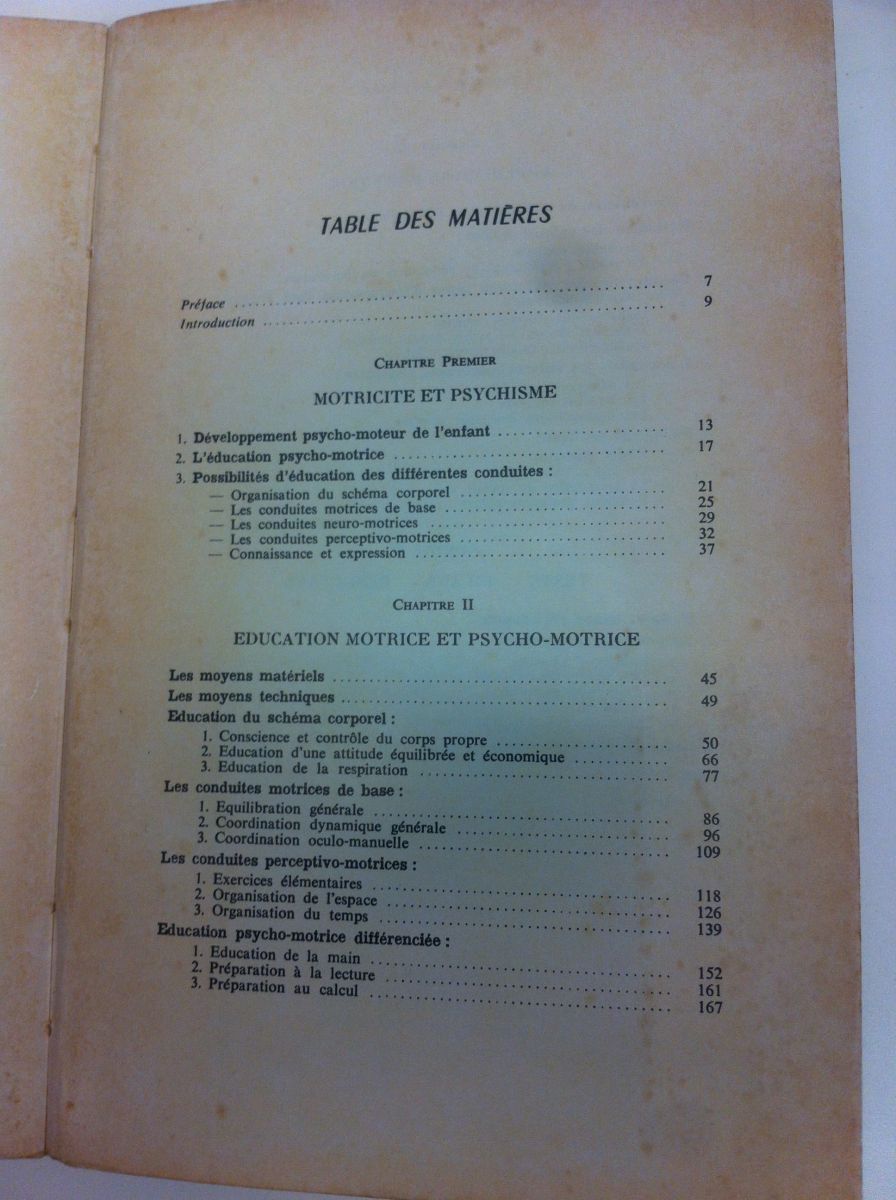 TABLE DES MATIÈRES
Préface ........ 7
Introduction ........ 9
CHAPITRE PREMIER
MOTRICITE ET PSYCHISME
1. Développement psycho-moteur de l'enfant ........ 13
2. L'éducation psycho-motrice ........ 17
3. Possibilités d'éducation des différentes conduites :
— Organisation du schéma corporel ........ 21
— Les conduites motrices de base ........ 25
— Les conduites neuro-motrices ........ 29
— Les conduites perceptivo-motrices ........ 32
— Connaissance et expression ........ 37
CHAPITRE II
EDUCATION MOTRICE ET PSYCHO-MOTRICE
Les moyens matériels ........ 45
Les moyens techniques ........ 49
Education du schéma corporel :
1. Conscience et contrôle du corps propre ........ 50
2. Education d'une attitude équilibrée et économique ........ 66
3. Education de la respiration ........ 77
Les conduites motrices de base :
1. Equilibration générale ........ 86
2. Coordination dynamique générale ........ 96
3. Coordination oculo-manuelle ........ 109
Les conduites perceptivo-motrices :
1. Exercices élémentaires ........ 118
2. Organisation de l'espace ........ 126
3. Organisation du temps ........ 139
Education psycho-motrice différenciée :
1. Education de la main ........ 152
2. Préparation à la lecture ........ 161
3. Préparation au calcul ........ 167